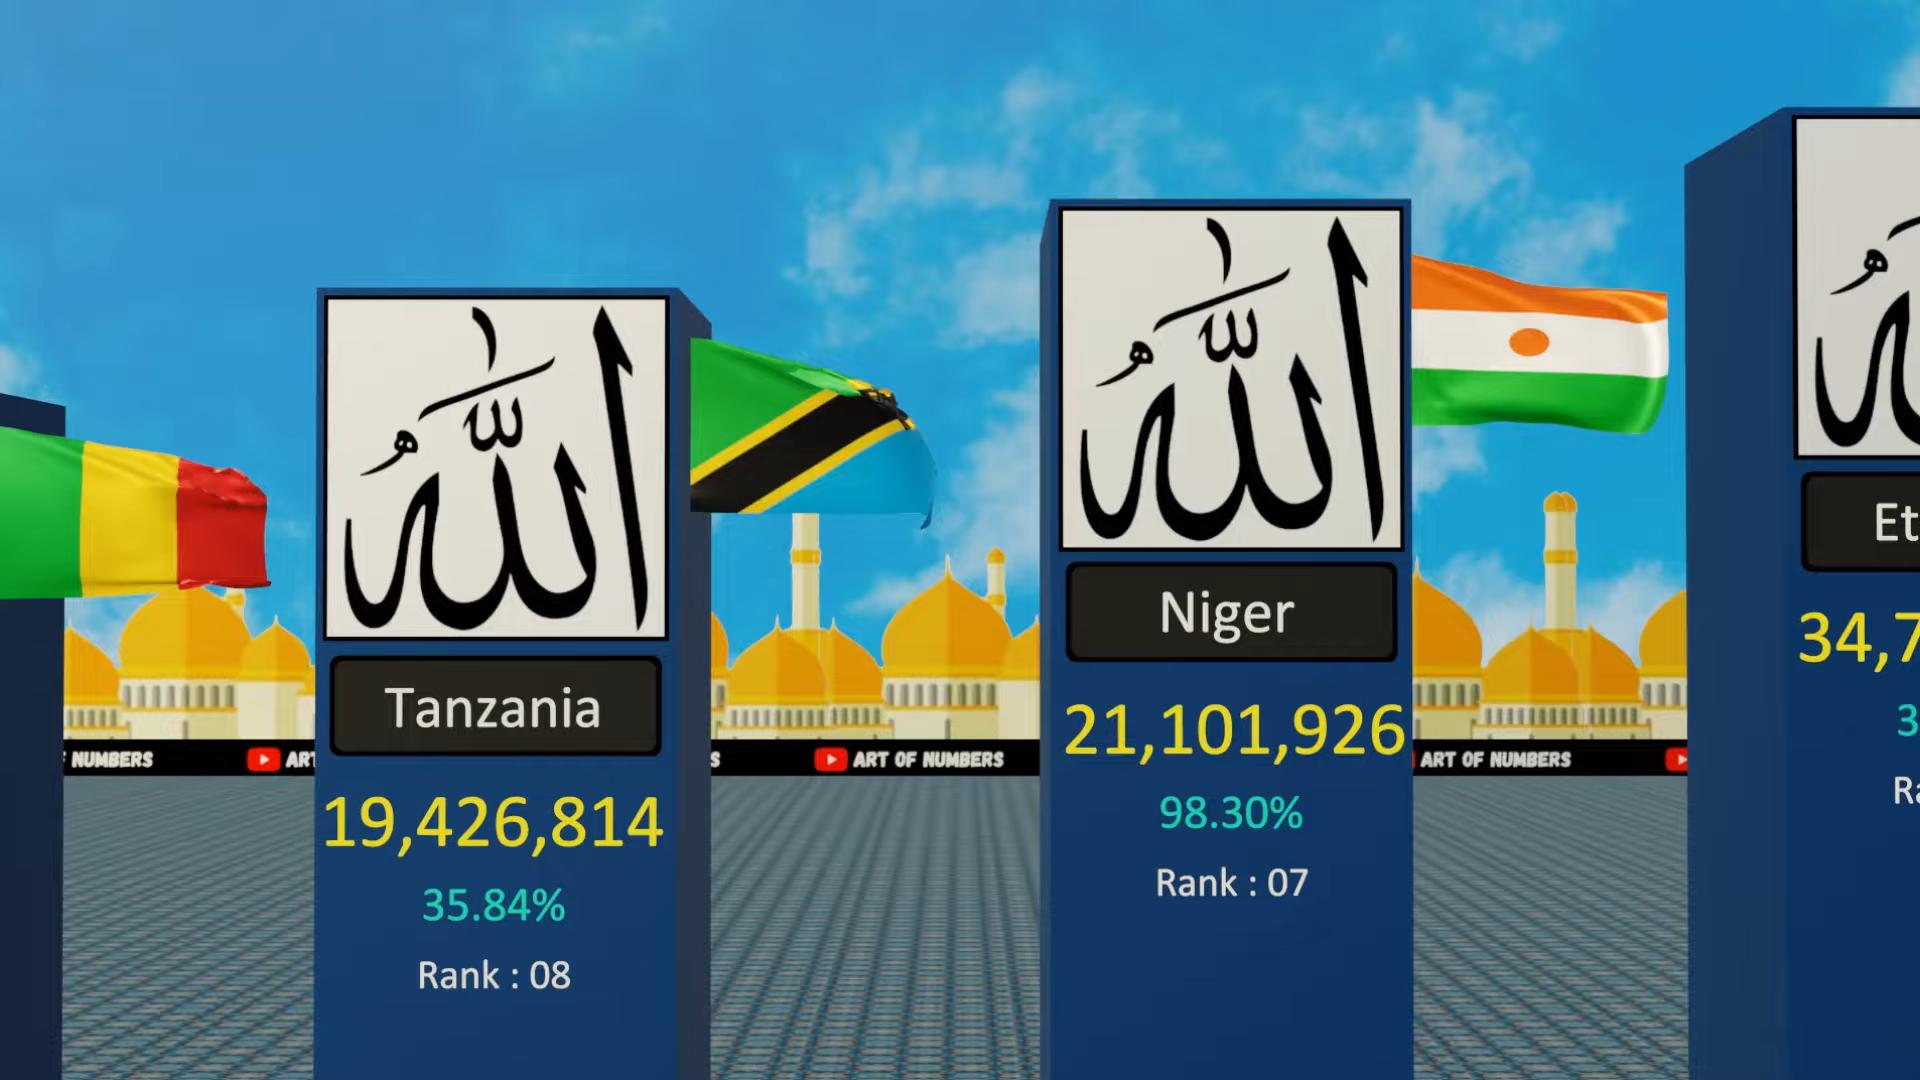 الله
Tanzania
19,426,814
35.84%
Rank : 08
الله
Niger
21,101,926
98.30%
Rank : 07
NUMBERS
ART OF NUMBERS
ART OF NUMBERS